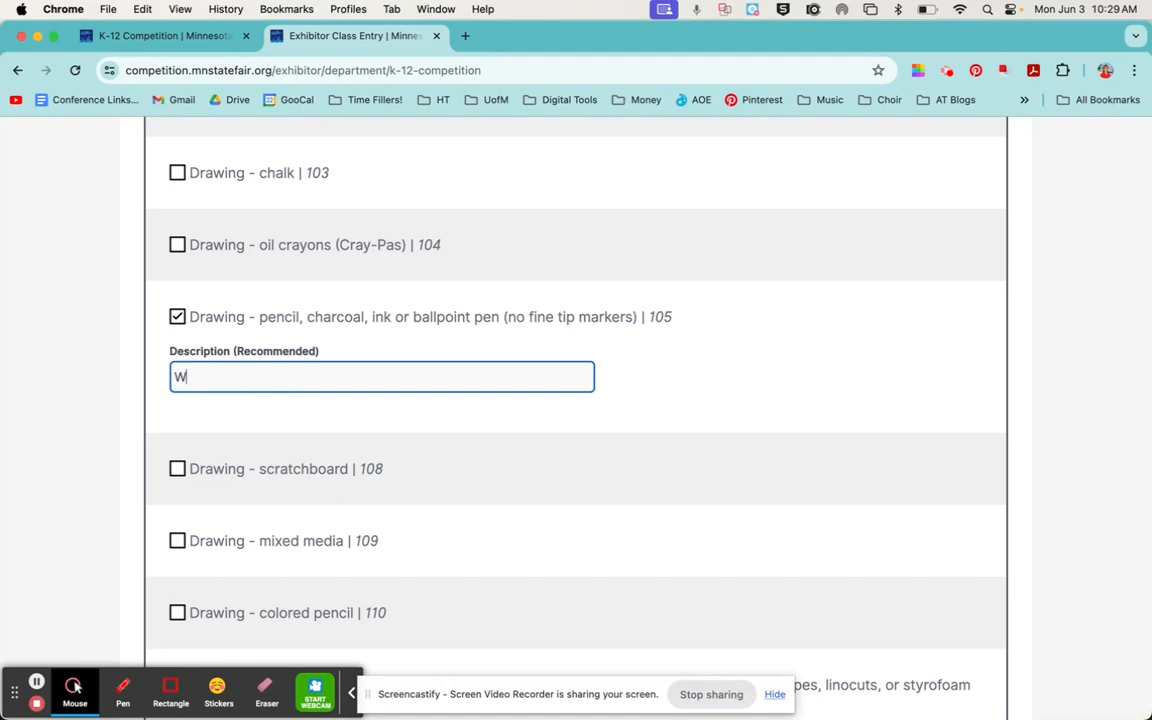 Chrome File Edit View History Bookmarks Profiles Tab Window Help Mon Jun 3 10:29 AM
K-12 Competition | Minnesota Exhibitor Class Entry | Minnes
competition.mnstatefair.org/exhibitor/department/k-12-competition
Conference Links... Gmail Drive GooCal Time Fillers! HT UofM Digital Tools Money AOE Pinterest Music Choir AT Blogs » All Bookmarks
Drawing - chalk | 103
Drawing - oil crayons (Cray-Pas) | 104
Drawing - pencil, charcoal, ink or ballpoint pen (no fine tip markers) | 105
Description (Recommended)
W
Drawing - scratchboard | 108
Drawing - mixed media | 109
Drawing - colored pencil | 110
pes, linocuts, or styrofoam
Mouse Pen Rectangle Stickers Eraser START WEBCAM
Screencastify - Screen Video Recorder is sharing your screen. Stop sharing Hide